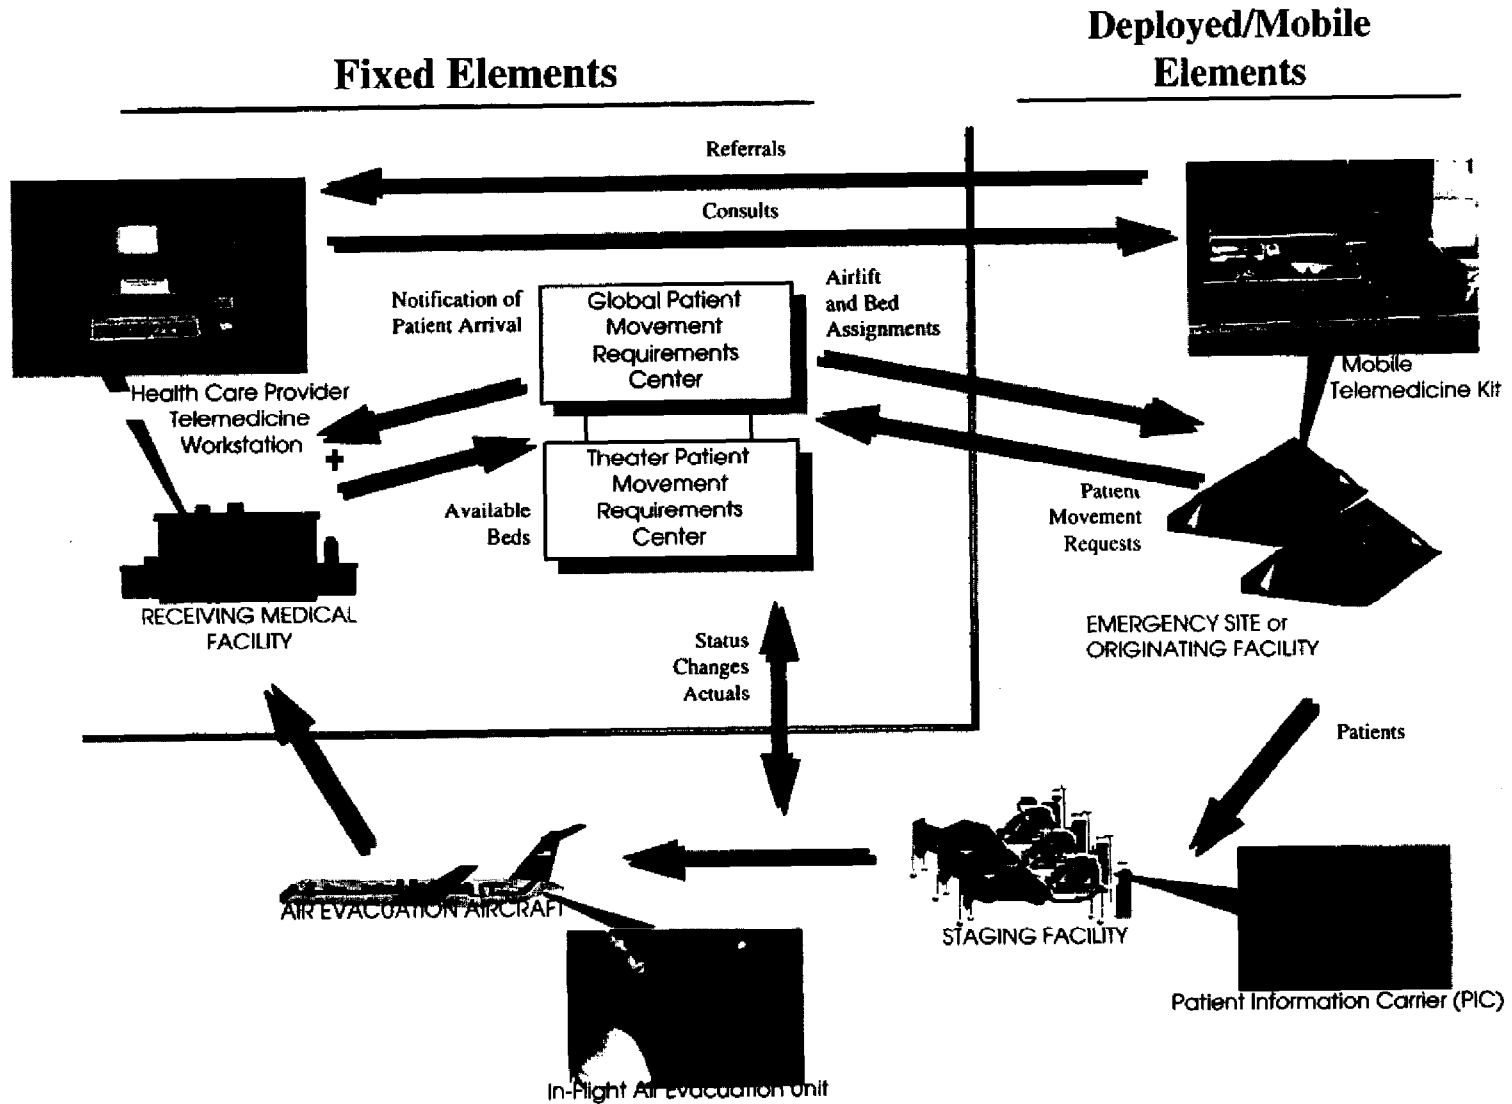 Fixed Elements
Deployed/Mobile
Elements
Referrals
Consults
Notification of
Patient Arrival
Global Patient
Movement
Requirements
Center
Airlift
and Bed
Assignments
Mobile
Telemedicine Kit
Health Care Provider
Telemedicine
Workstation
+
Available
Beds
Theater Patient
Movement
Requirements
Center
Patient
Movement
Requests
RECEIVING MEDICAL
FACILITY
EMERGENCY SITE or
ORIGINATING FACILITY
Status
Changes
Actuals
Patients
AIR EVACUATION AIRCRAFT
STAGING FACILITY
Patient Information Carrier (PIC)
In-Flight Air Evacuation Unit